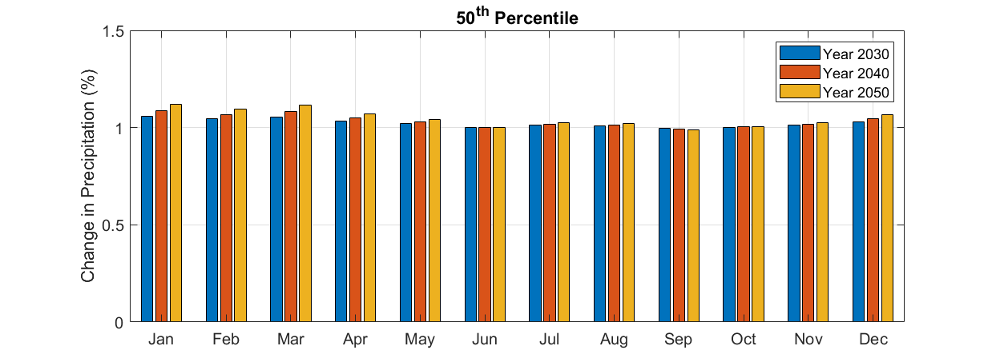 50th Percentile
Change in Precipitation (%)
1.5
1
0.5
0
Year 2030
Year 2040
Year 2050
Jan Feb Mar Apr May Jun Jul Aug Sep Oct Nov Dec